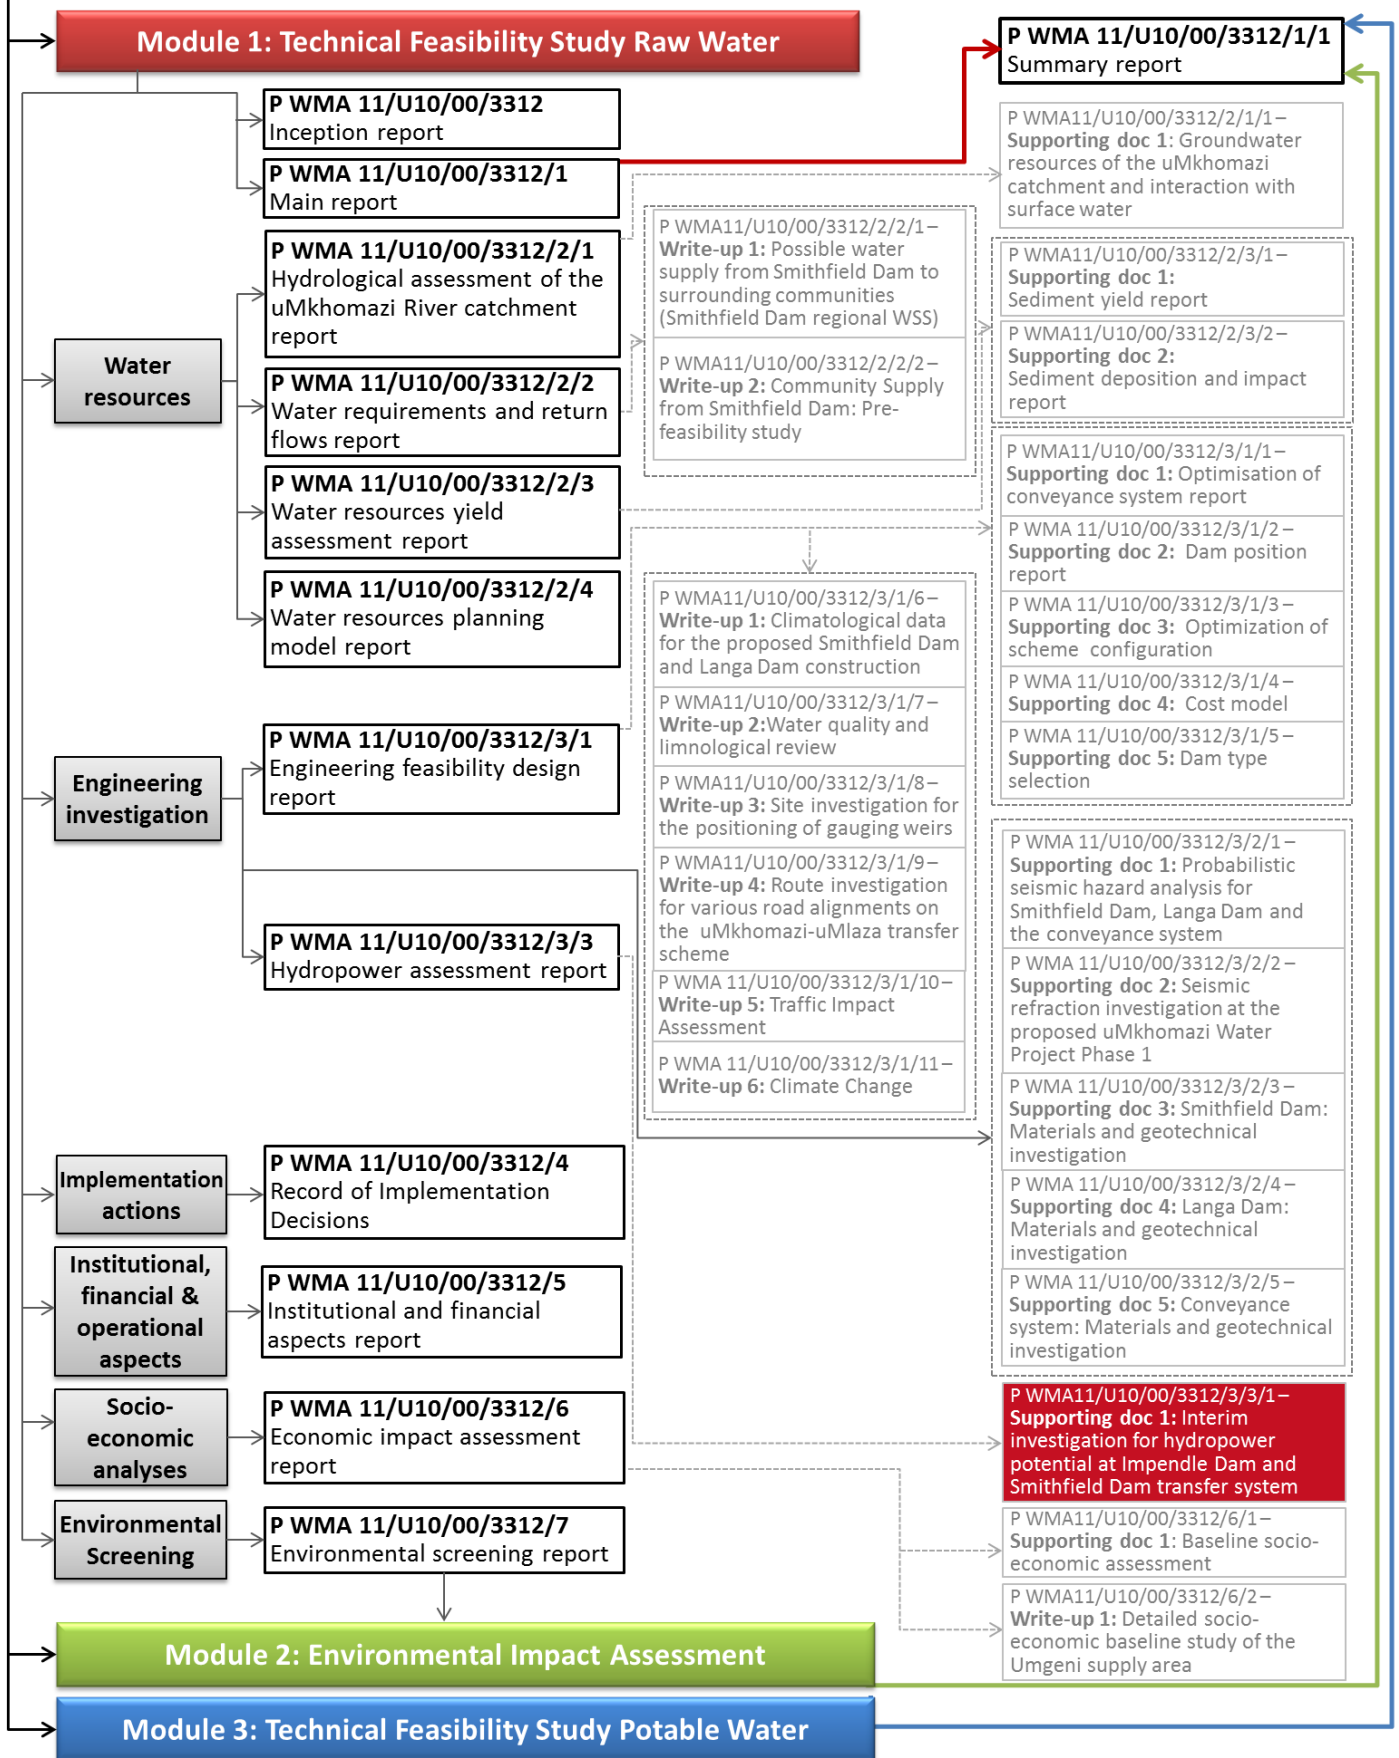 Module 1: Technical Feasibility Study Raw Water
P WMA 11/U10/00/3312/1/1
Summary report
P WMA 11/U10/00/3312
Inception report
P WMA 11/U10/00/3312/1
Main report
P WMA 11/U10/00/3312/2/1
Hydrological assessment of the
uMkhomazi River catchment
report
Water
resources
P WMA 11/U10/00/3312/2/2
Water requirements and return
flows report
P WMA 11/U10/00/3312/2/3
Water resources yield
assessment report
P WMA 11/U10/00/3312/2/4
Water resources planning
model report
Engineering
investigation
P WMA 11/U10/00/3312/3/1
Engineering feasibility design
report
P WMA 11/U10/00/3312/3/3
Hydropower assessment report
Implementation
actions
P WMA 11/U10/00/3312/4
Record of Implementation
Decisions
Institutional,
financial &
operational
aspects
P WMA 11/U10/00/3312/5
Institutional and financial
aspects report
Socio-
economic
analyses
P WMA 11/U10/00/3312/6
Economic impact assessment
report
Environmental
Screening
P WMA 11/U10/00/3312/7
Environmental screening report
P WMA11/U10/00/3312/2/2/1–
Write-up 1: Possible water
supply from Smithfield Dam to
surrounding communities
(Smithfield Dam regional WSS)
P WMA11/U10/00/3312/2/2/2–
Write-up 2: Community Supply
from Smithfield Dam: Pre-
feasibility study
P WMA11/U10/00/3312/3/1/6–
Write-up 1: Climatological data
for the proposed Smithfield Dam
and Langa Dam construction
P WMA11/U10/00/3312/3/1/7–
Write-up 2:Water quality and
limnological review
P WMA11/U10/00/3312/3/1/8–
Write-up 3: Site investigation for
the positioning of gauging weirs
P WMA11/U10/00/3312/3/1/9–
Write-up 4: Route investigation
for various road alignments on
the uMkhomazi-uMlaza transfer
scheme
P WMA 11/U10/00/3312/3/1/10–
Write-up 5: Traffic Impact
Assessment
P WMA 11/U10/00/3312/3/1/11–
Write-up 6: Climate Change
P WMA11/U10/00/3312/2/1/1–
Supporting doc 1: Groundwater
resources of the uMkhomazi
catchment and interaction with
surface water
P WMA11/U10/00/3312/2/3/1–
Supporting doc 1:
Sediment yield report
P WMA11/U10/00/3312/2/3/2–
Supporting doc 2:
Sediment deposition and impact
report
P WMA11/U10/00/3312/3/1/1–
Supporting doc 1: Optimisation of
conveyance system report
P WMA 11/U10/00/3312/3/1/2–
Supporting doc 2: Dam position
report
P WMA 11/U10/00/3312/3/1/3–
Supporting doc 3: Optimization of
scheme configuration
P WMA 11/U10/00/3312/3/1/4–
Supporting doc 4: Cost model
P WMA 11/U10/00/3312/3/1/5–
Supporting doc 5: Dam type
selection
P WMA 11/U10/00/3312/3/2/1–
Supporting doc 1: Probabilistic
seismic hazard analysis for
Smithfield Dam, Langa Dam and
the conveyance system
P WMA 11/U10/00/3312/3/2/2–
Supporting doc 2: Seismic
refraction investigation at the
proposed uMkhomazi Water
Project Phase 1
P WMA 11/U10/00/3312/3/2/3–
Supporting doc 3: Smithfield Dam:
Materials and geotechnical
investigation
P WMA 11/U10/00/3312/3/2/4–
Supporting doc 4: Langa Dam:
Materials and geotechnical
investigation
P WMA 11/U10/00/3312/3/2/5–
Supporting doc 5: Conveyance
system: Materials and geotechnical
investigation
P WMA11/U10/00/3312/3/3/1–
Supporting doc 1: Interim
investigation for hydropower
potential at Impendle Dam and
Smithfield Dam transfer system
P WMA11/U10/00/3312/6/1–
Supporting doc 1: Baseline socio-
economic assessment
P WMA11/U10/00/3312/6/2–
Write-up 1: Detailed socio-
economic baseline study of the
Umgeni supply area
Module 2: Environmental Impact Assessment
Module 3: Technical Feasibility Study Potable Water